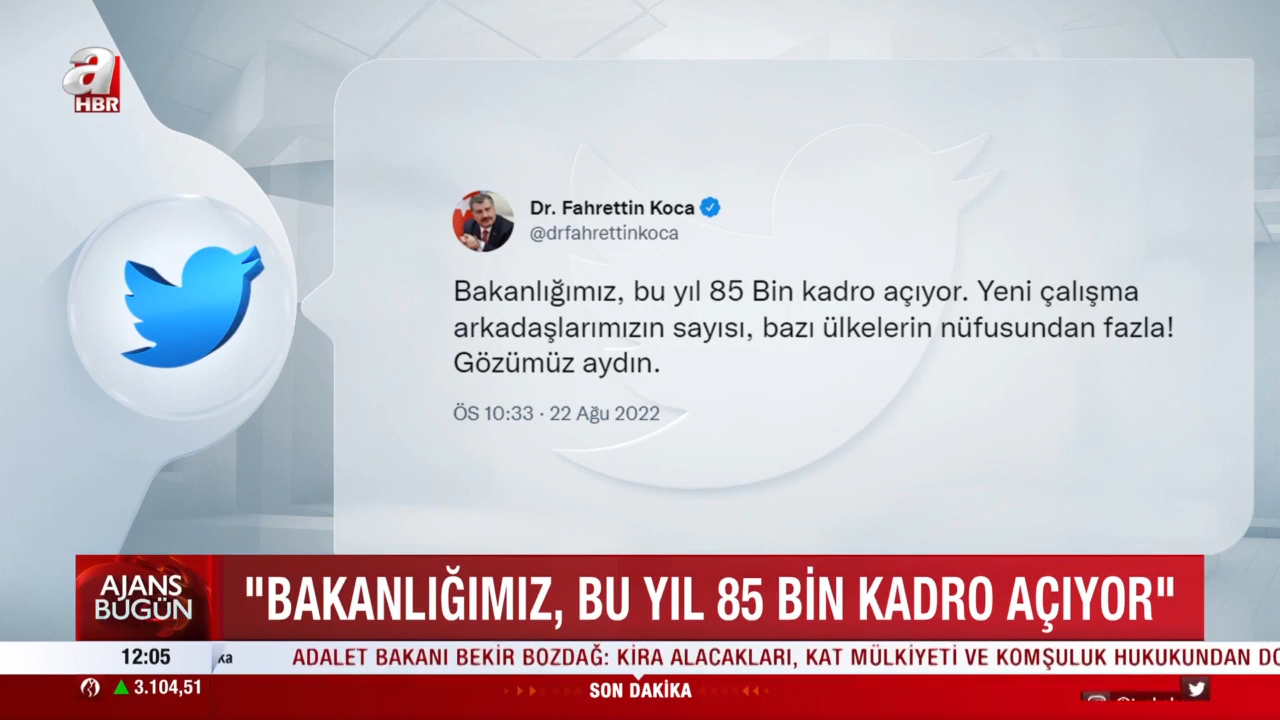 a
HBR
Dr. Fahrettin Koca
@drfahrettinkoca
Bakanlığımız, bu yıl 85 Bin kadro açıyor. Yeni çalışma
arkadaşlarımızın sayısı, bazı ülkelerin nüfusundan fazla!
Gözümüz aydın.
ÖS 10:33 · 22 Ağu 2022
AJANS
BUGÜN
"BAKANLIĞIMIZ, BU YIL 85 BİN KADRO AÇIYOR"
12:05
ka ADALET BAKANI BEKİR BOZDAĞ: KİRA ALACAKLARI, KAT MÜLKİYETİ VE KOMŞULUK HUKUKUNDAN DO
3.104,51
SON DAKİKA